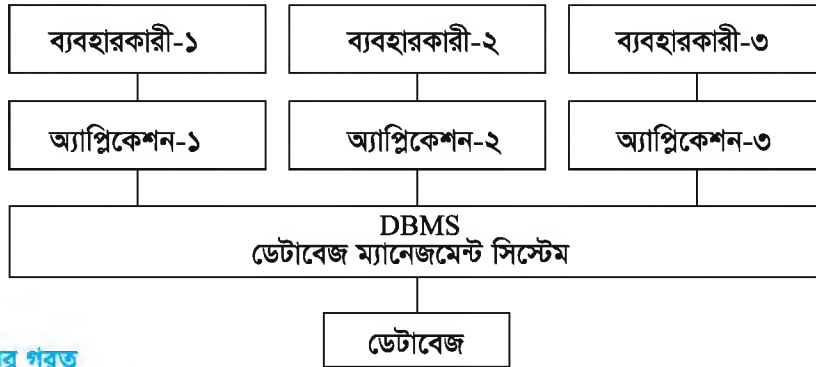 ব্যবহারকারী-১ ব্যবহারকারী-২ ব্যবহারকারী-৩
অ্যাপ্লিকেশন-১ অ্যাপ্লিকেশন-২ অ্যাপ্লিকেশন-৩
DBMS
ডেটাবেজ ম্যানেজমেন্ট সিস্টেম
ডেটাবেজ